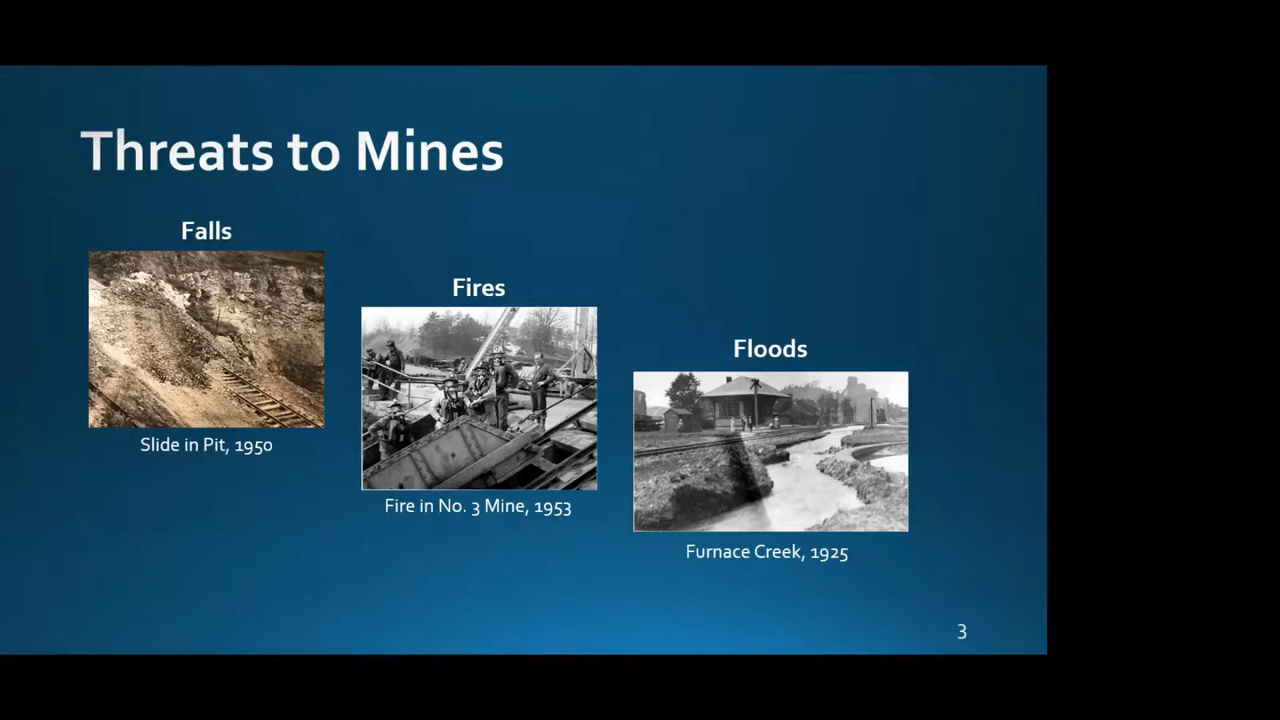 Threats to Mines
Falls
Slide in Pit, 1950
Fires
Fire in No. 3 Mine, 1953
Floods
Furnace Creek, 1925
3